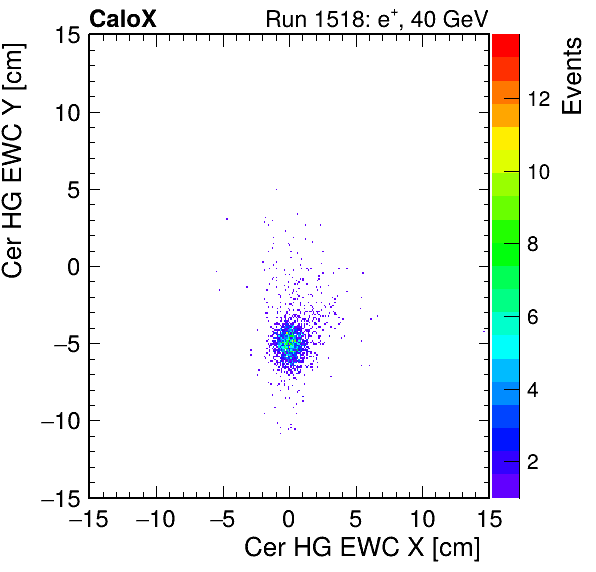 CaloX
Run 1518: e+, 40 GeV
Cer HG EWC Y [cm]
15
10
5
0
−5
−10
−15
−15 −10 −5 0 5 10 15
Cer HG EWC X [cm]
Events
12
10
8
6
4
2